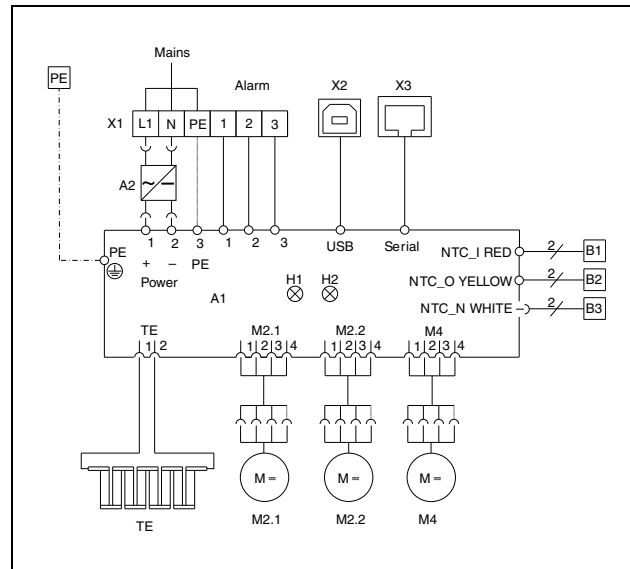 Mains
PE
Alarm
X2
X3
X1
L1 N PE 1 2 3
A2
PE
1 2 3 1 2 3
USB
Serial
+ – PE
Power
NTC_I RED
2
B1
H1 H2
A1
NTC_O YELLOW
2
B2
NTC_N WHITE
2
B3
TE
M2.1
M2.2
M4
1 2
1 2 3 4
1 2 3 4
1 2 3 4
M =
M =
M =
TE
M2.1
M2.2
M4